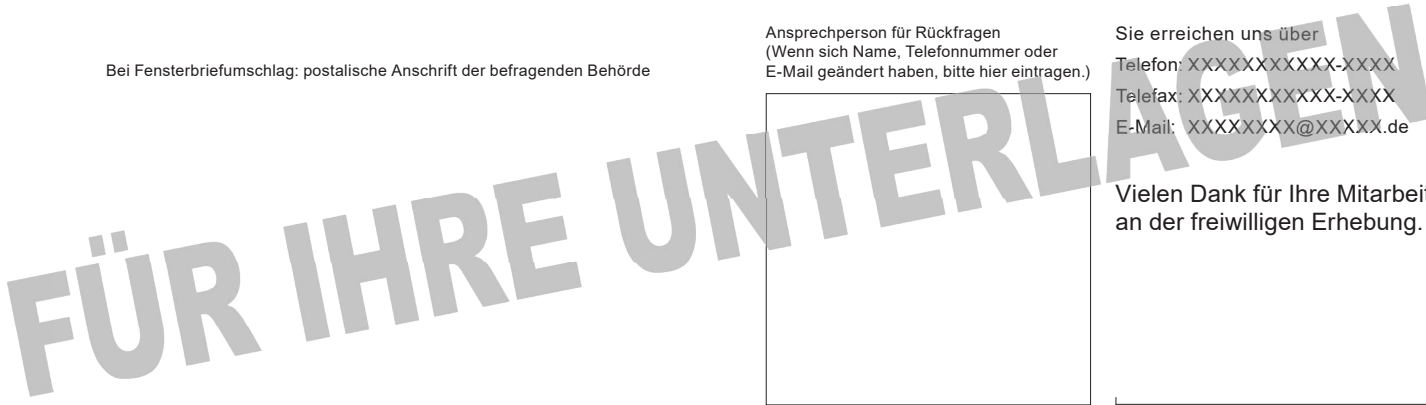 Bei Fensterbriefumschlag: postalische Anschrift der befragenden Behörde
Ansprechperson für Rückfragen
(Wenn sich Name, Telefonnummer oder
E-Mail geändert haben, bitte hier eintragen.)
Sie erreichen uns über
Telefon: XXXXXXXXXXX-XXXX
Telefax: XXXXXXXXXXX-XXXX
E-Mail: XXXXXXXX@XXXXX.de
Vielen Dank für Ihre Mitarbeit
an der freiwilligen Erhebung.
FÜR IHRE UNTERLAGEN